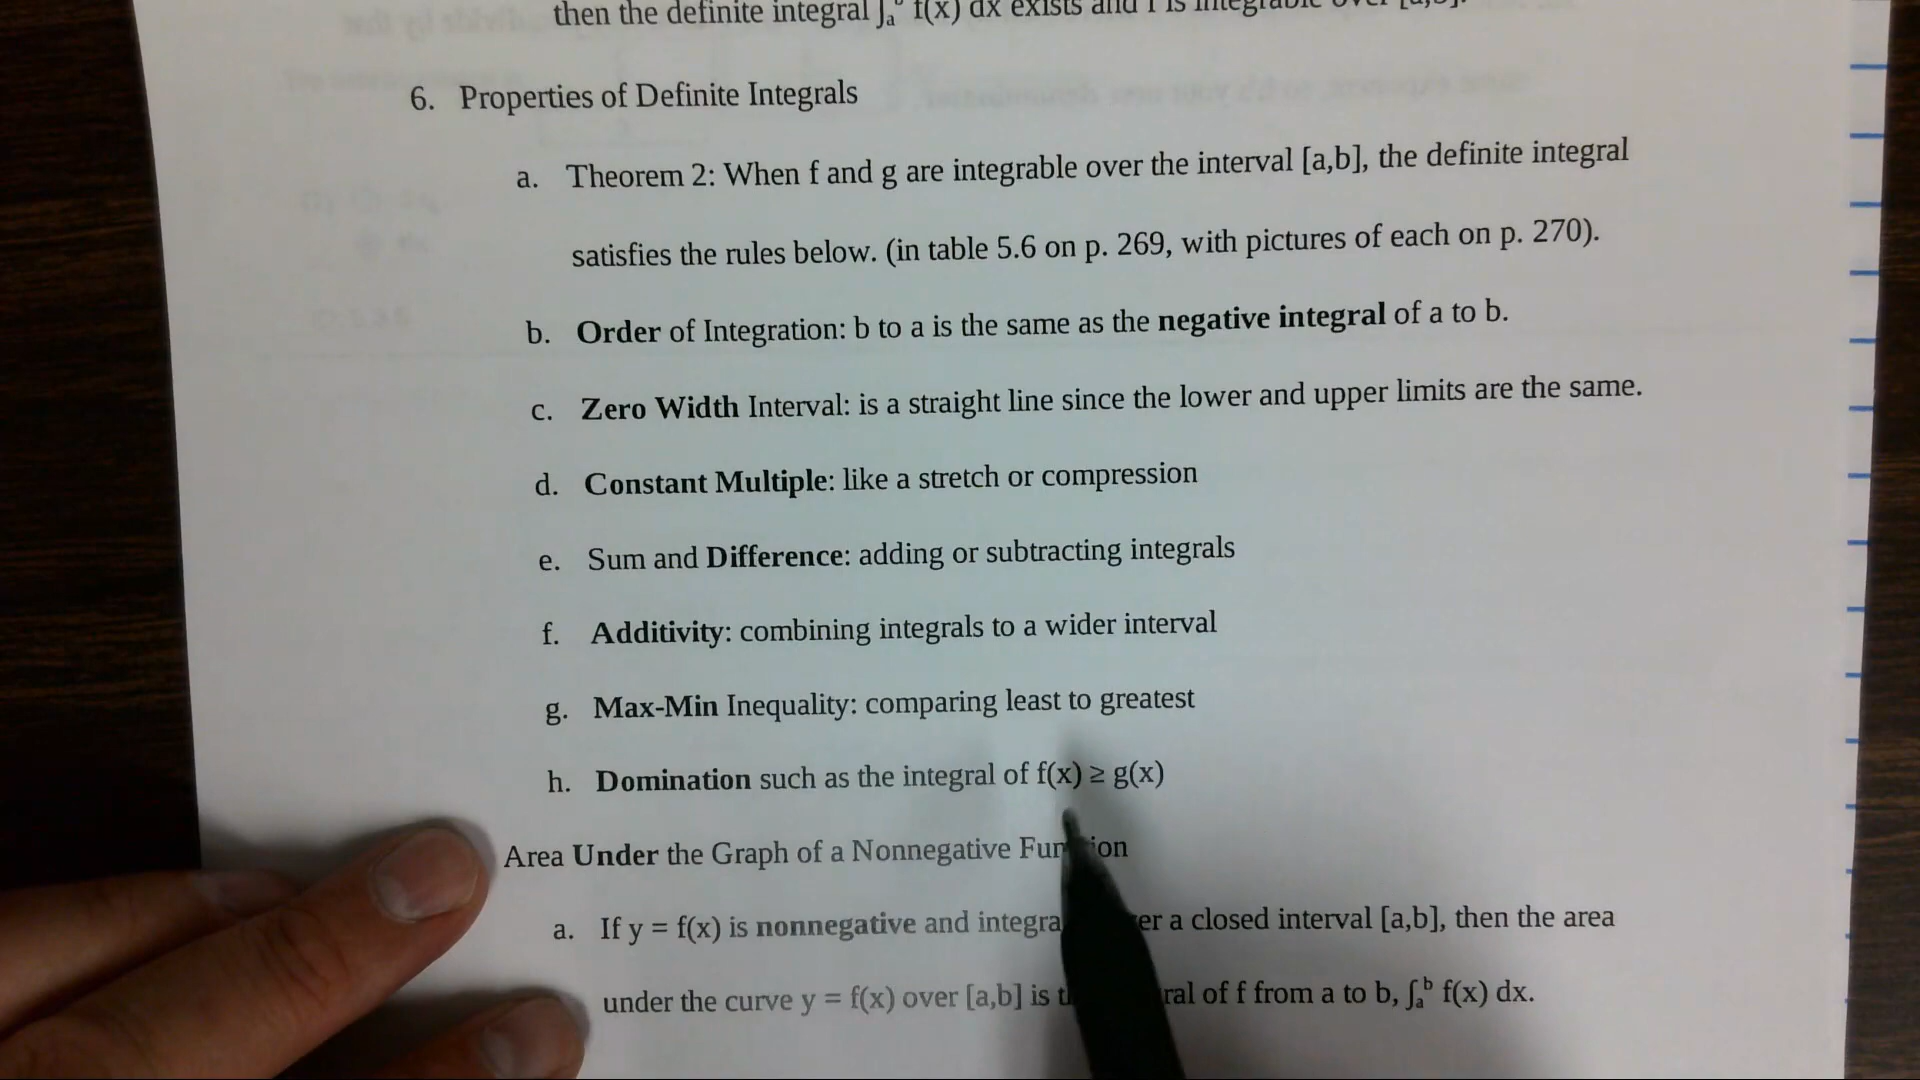 then the definite integral ∫ₐᵇ f(x) dx exists and f is integrable over [a,b].
6. Properties of Definite Integrals
a. Theorem 2: When f and g are integrable over the interval [a,b], the definite integral
satisfies the rules below. (in table 5.6 on p. 269, with pictures of each on p. 270).
b. Order of Integration: b to a is the same as the negative integral of a to b.
c. Zero Width Interval: is a straight line since the lower and upper limits are the same.
d. Constant Multiple: like a stretch or compression
e. Sum and Difference: adding or subtracting integrals
f. Additivity: combining integrals to a wider interval
g. Max-Min Inequality: comparing least to greatest
h. Domination such as the integral of f(x) ≥ g(x)
Area Under the Graph of a Nonnegative
a. If y = f(x) is nonnegative and a closed interval [a,b], then the area
under the curve y = f(x) over [a,b] is of f from a to b, ∫ₐᵇ f(x) dx.